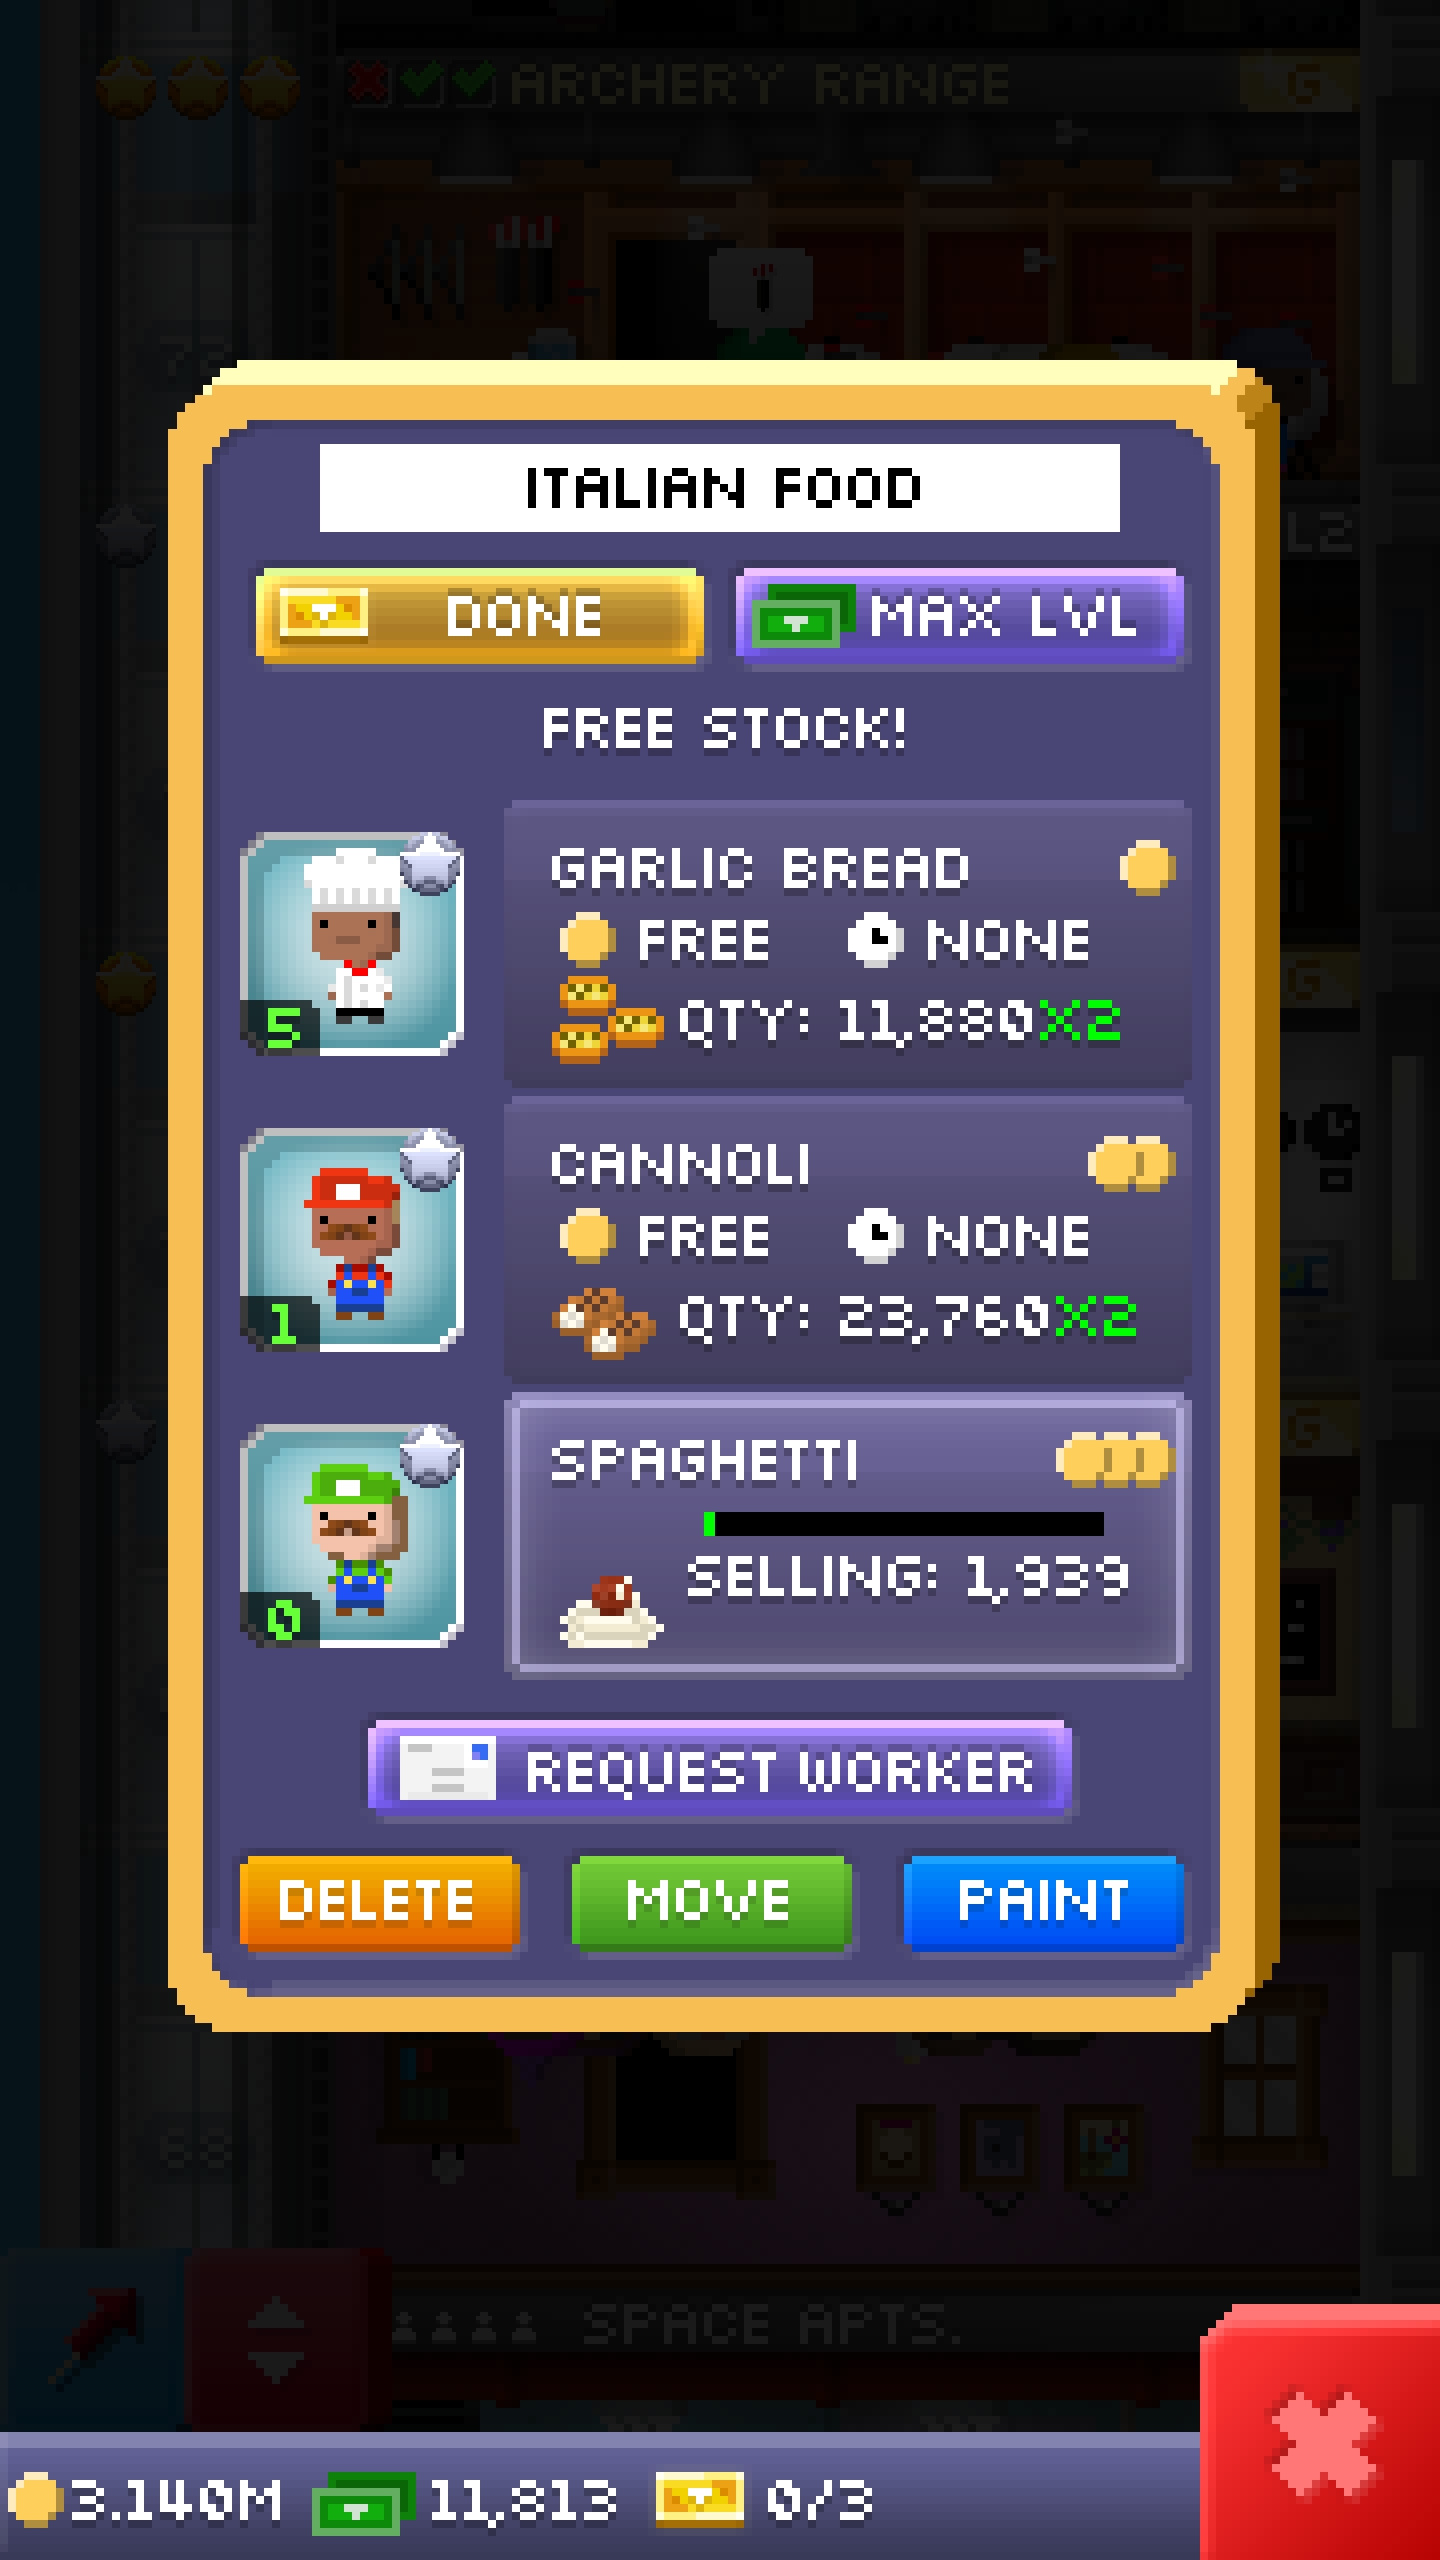 ARCHERY RANGE
G
L2
ITALIAN FOOD
DONE
MAX LVL
FREE STOCK!
GARLIC BREAD
FREE NONE
5
QTY: 11,880X2
G
CANNOLI
FREE NONE
1
QTY: 23,760X2
SPAGHETTI
G
SELLING: 1,939
0
REQUEST WORKER
DELETE
MOVE
PAINT
68
SPACE APTS.
3.140M 11,813 0/3